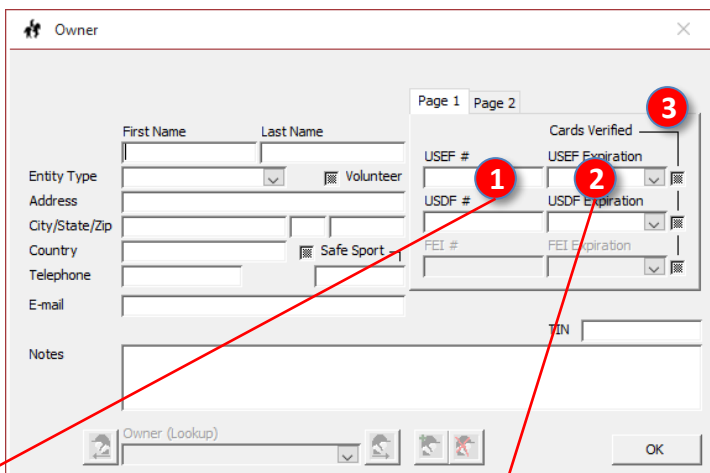 Owner
Page 1 Page 2
3
First Name Last Name Cards Verified
USEF # USEF Expiration
Entity Type Volunteer 1 2
Address USDF # USDF Expiration
City/State/Zip
Country Safe Sport FEI # FEI Expiration
Telephone
E-mail
TIN
Notes
Owner (Lookup)
OK